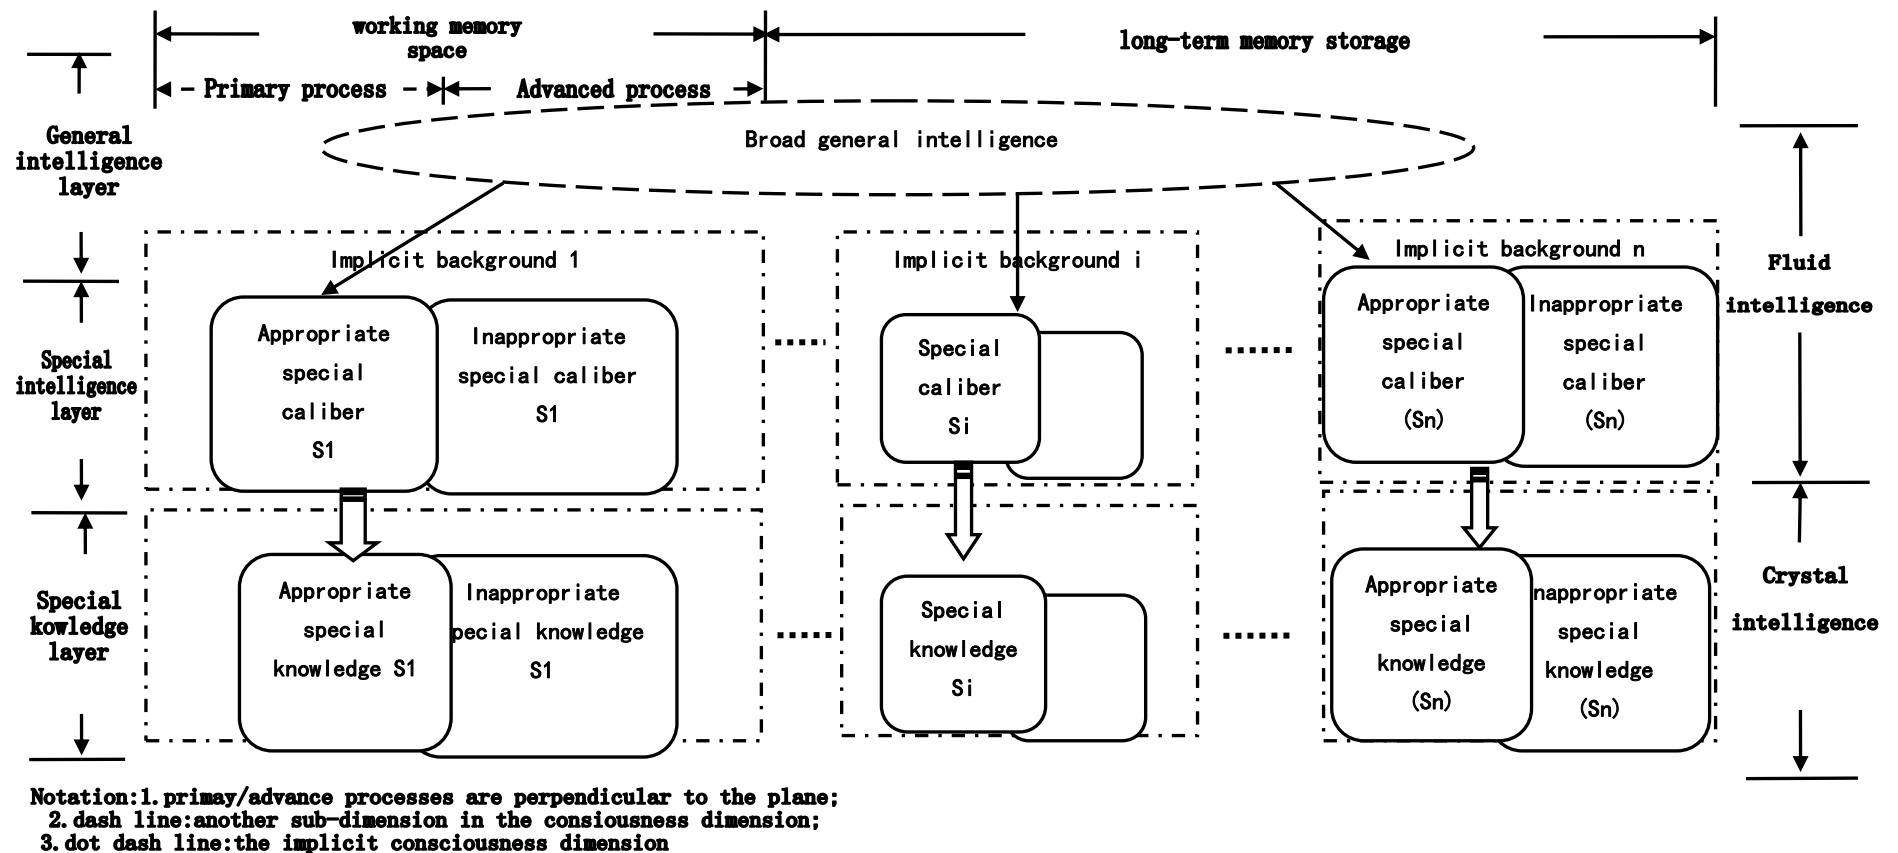 working memory
space
long-term memory storage
Primary process
Advanced process
General
intelligence
layer
Broad general intelligence
Implicit background 1
Implicit background i
Implicit background n
Fluid
intelligence
Special
intelligence
layer
Appropriate
special
caliber
S1
Inappropriate
special caliber
S1
Special
caliber
Si
Appropriate
special
caliber
(Sn)
Inappropriate
special
caliber
(Sn)
Special
kowledge
layer
Appropriate
special
knowledge S1
Inappropriate
pecial knowledge
S1
Special
knowledge
Si
Appropriate
special
knowledge
(Sn)
nappropriate
special
knowledge
(Sn)
Crystal
intelligence
Notation:1.primay/advance processes are perpendicular to the plane;
2.dash line:another sub-dimension in the consiousness dimension;
3.dot dash line:the implicit consciousness dimension